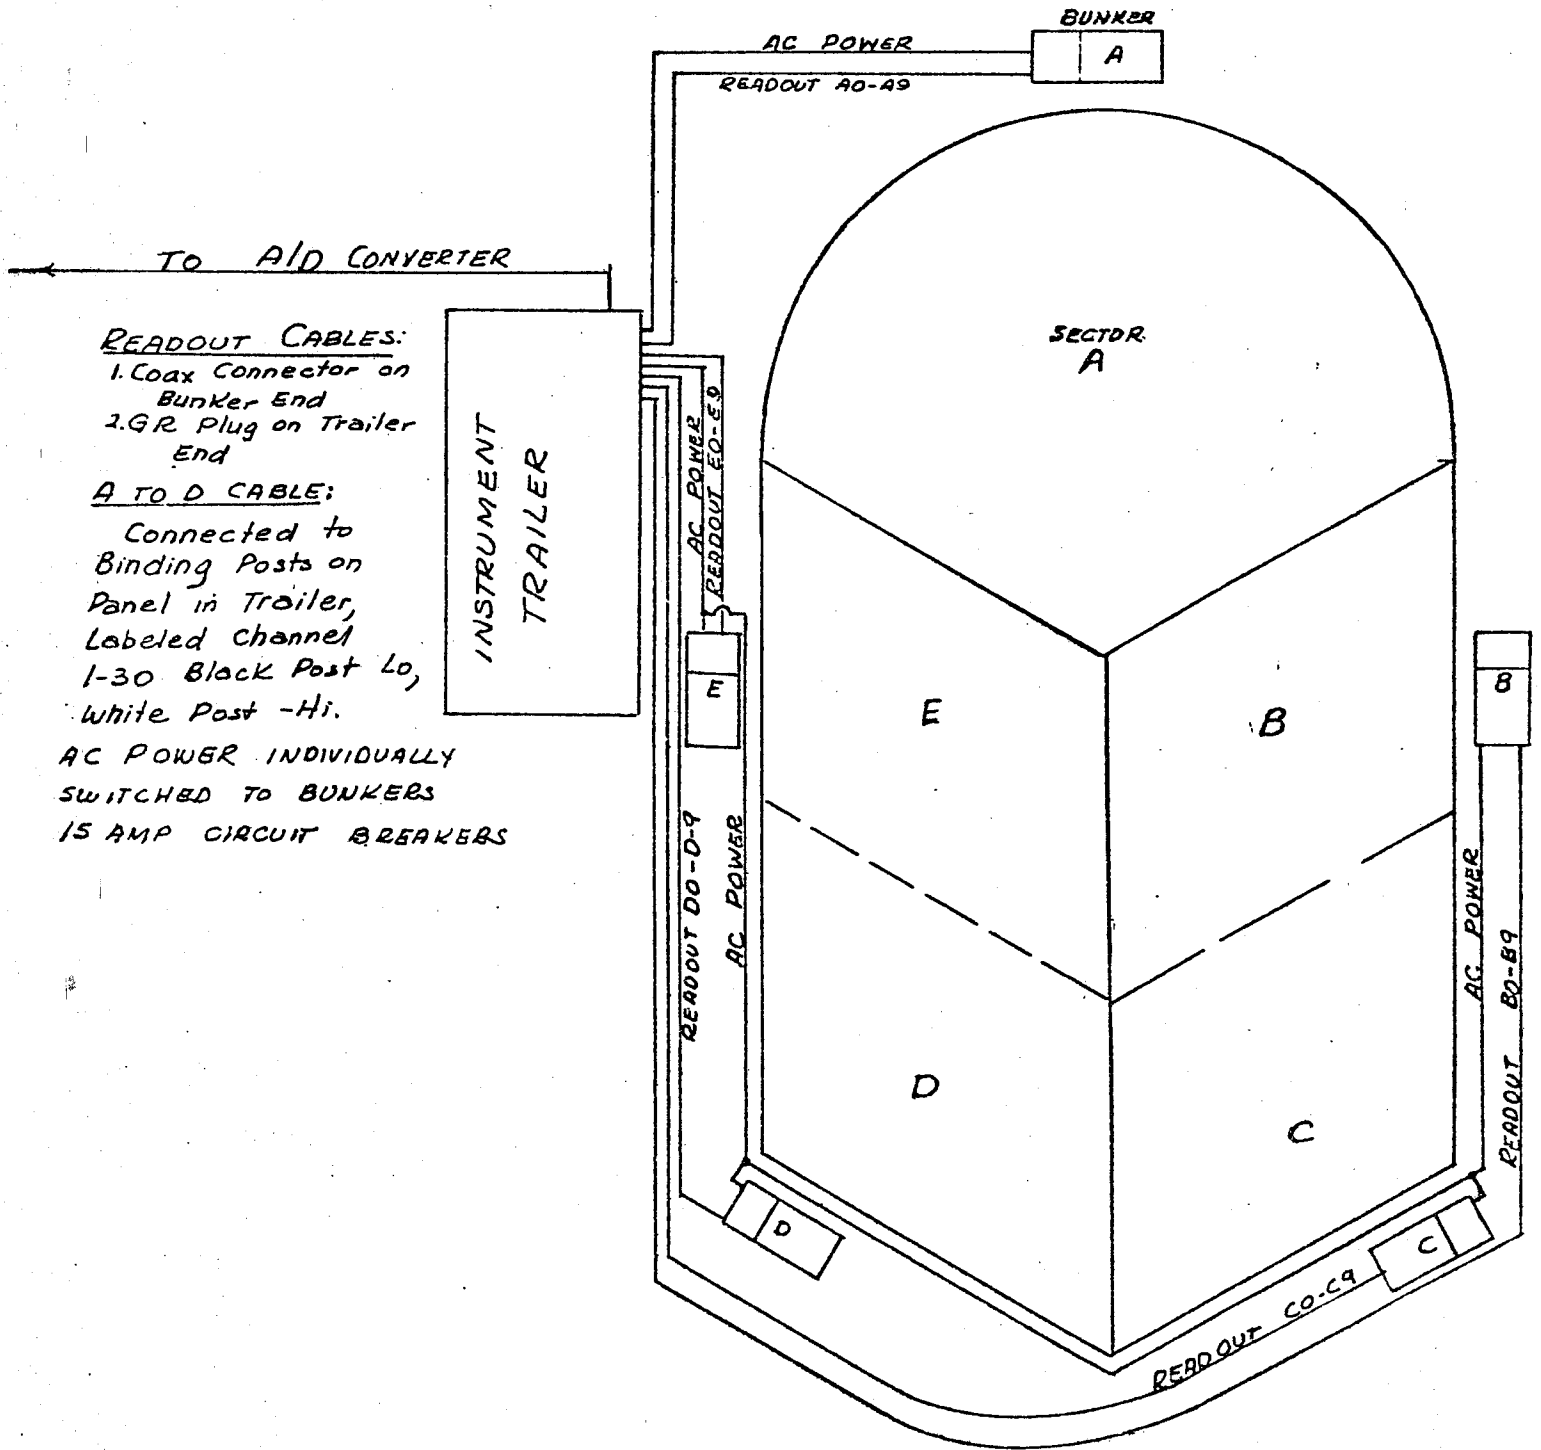 BUNKER
A
AC POWER
READOUT A0-A9
TO A/D CONVERTER
READOUT CABLES:
1. Coax Connector on
Bunker End
2. GR Plug on Trailer
End
A TO D CABLE:
Connected to
Binding Posts on
Panel in Trailer,
Labeled Channel
1-30 Black Post Lo,
White Post -Hi.
AC POWER INDIVIDUALLY
SWITCHED TO BUNKERS
15 AMP CIRCUIT BREAKERS
INSTRUMENT
TRAILER
AC POWER
READOUT E0-E9
E
SECTOR
A
E
B
B
READOUT D0-D-9
AC POWER
AC POWER
READOUT B0-B9
D
C
D
C
READOUT C0-C9